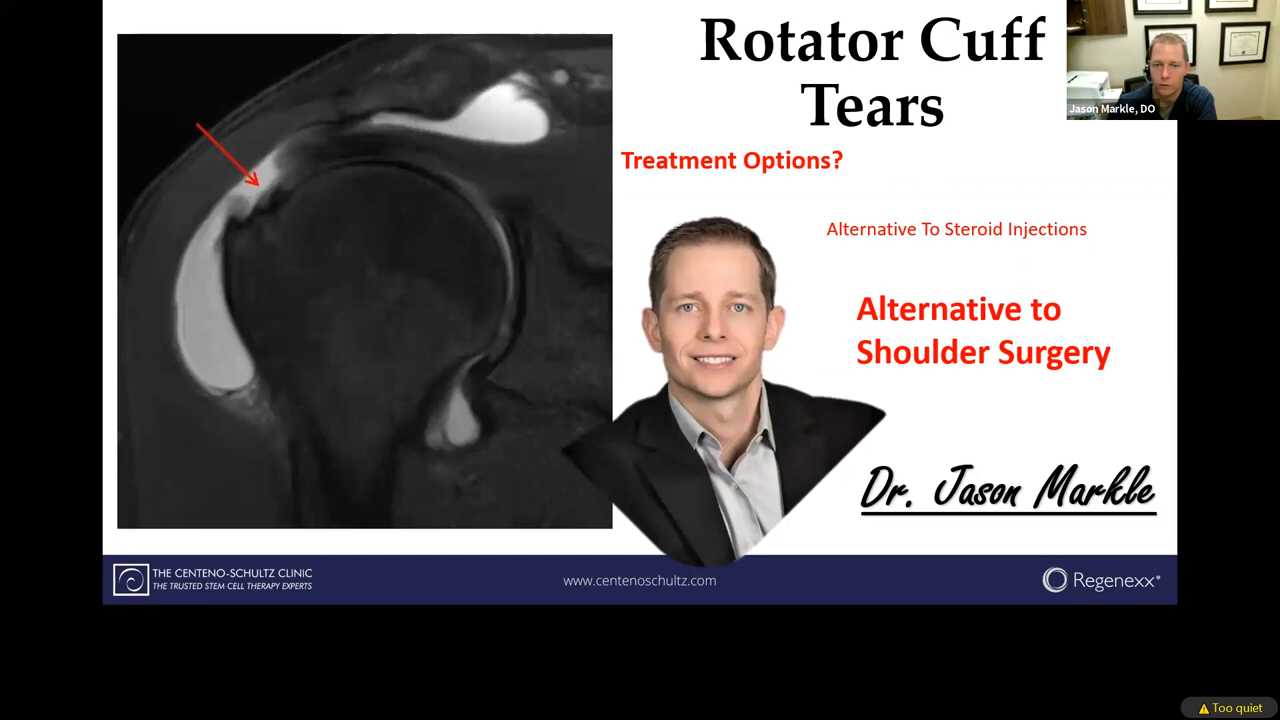 Rotator Cuff
Tears
Jason Markle, DO
Treatment Options?
Alternative To Steroid Injections
Alternative to
Shoulder Surgery
Dr. Jason Markle
THE CENTENO-SCHULTZ CLINIC
THE TRUSTED STEM CELL THERAPY EXPERTS
www.centenoschultz.com
Regenexx®
Too quiet